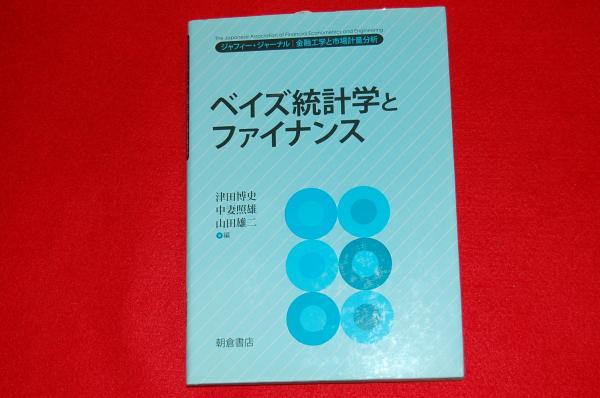 The Japanese Association of Financial Econometrics and Engineering
ジャフィー・ジャーナル｜金融工学と市場計量分析
ベイズ統計学と
ファイナンス
津田博史
中妻照雄
山田雄二
編
朝倉書店